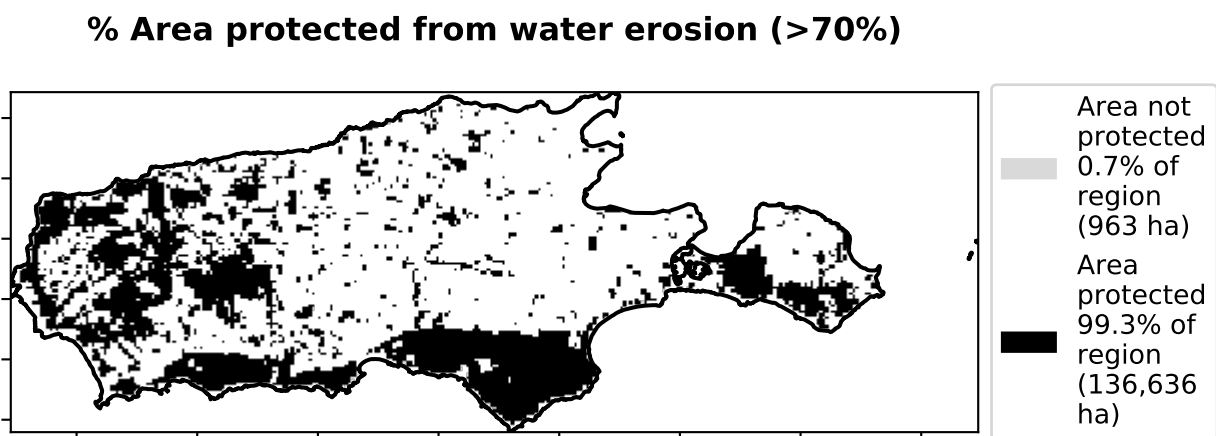 % Area protected from water erosion (>70%)
Area not
protected
0.7% of
region
(963 ha)
Area
protected
99.3% of
region
(136,636
ha)